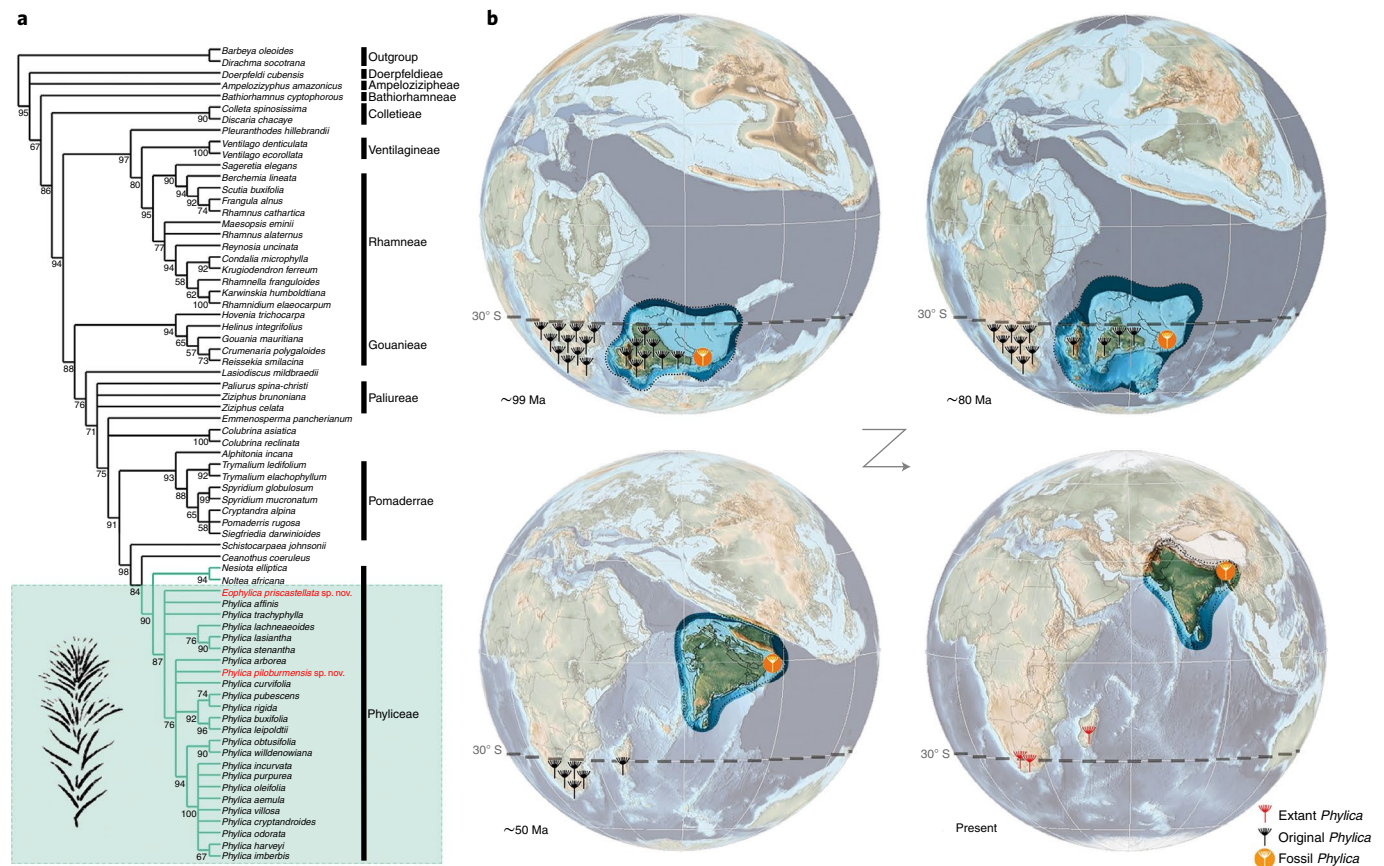 a
Barbeya oleoides
Dirachma socotrana
Outgroup
Doerpfeldi cubensis
Doerpfeldieae
Ampelozizyphus amazonicus
Ampelozizipheae
Bathiorhamnus cyptophorous
Bathiorhamneae
Colleta spinosissima
Discaria chacaye
Colletieae
Pleuranthodes hillebrandii
Ventilago denticulata
Ventilago ecorollata
Ventilagineae
Sageretia elegans
Berchemia lineata
Scutia buxifolia
Frangula alnus
Rhamnus cathartica
Maesopsis eminii
Rhamnus alaternus
Reynosia uncinata
Condalia microphylla
Krugiodendron ferreum
Rhamnella franguloides
Karwinskia humboldtiana
Rhamnidium elaeocarpum
Rhamneae
Hovenia trichocarpa
Helinus integrifolius
Gouania mauritiana
Crumenaria polygaloides
Reissekia smilacina
Gouanieae
Lasiodiscus mildbraedii
Paliurus spina-christi
Ziziphus brunoniana
Ziziphus celata
Paliureae
Emmenosperma pancherianum
Colubrina asiatica
Colubrina reclinata
Alphitonia incana
Trymalium ledifolium
Trymalium elachophyllum
Spyridium globulosum
Spyridium mucronatum
Cryptandra alpina
Pomaderris rugosa
Siegfriedia darwinioides
Pomaderrae
Schistocarpaea johnsonii
Ceanothus coeruleus
Nesiota elliptica
Noltea africana
Eophylica priscastellata sp. nov.
Phylica affinis
Phylica trachyphylla
Phylica lachneaeoides
Phylica lasiantha
Phylica stenantha
Phylica arborea
Phylica piloburmensis sp. nov.
Phylica curvifolia
Phylica pubescens
Phylica rigida
Phylica buxifolia
Phylica leipoldtii
Phylica obtusifolia
Phylica willdenowiana
Phylica incurvata
Phylica purpurea
Phylica oleifolia
Phylica aemula
Phylica villosa
Phylica cryptandroides
Phylica odorata
Phylica harveyi
Phylica imberbis
Phyliceae
95
67
86
90
94
97
100
80
90
94
92
74
95
77
94
92
58
62
100
94
65
57
73
88
76
71
100
75
93
92
88
99
65
58
91
98
84
94
90
76
90
87
74
92
96
76
90
94
100
67
b
30° S
~99 Ma
30° S
~80 Ma
30° S
~50 Ma
30° S
Present
Extant Phylica
Original Phylica
Fossil Phylica